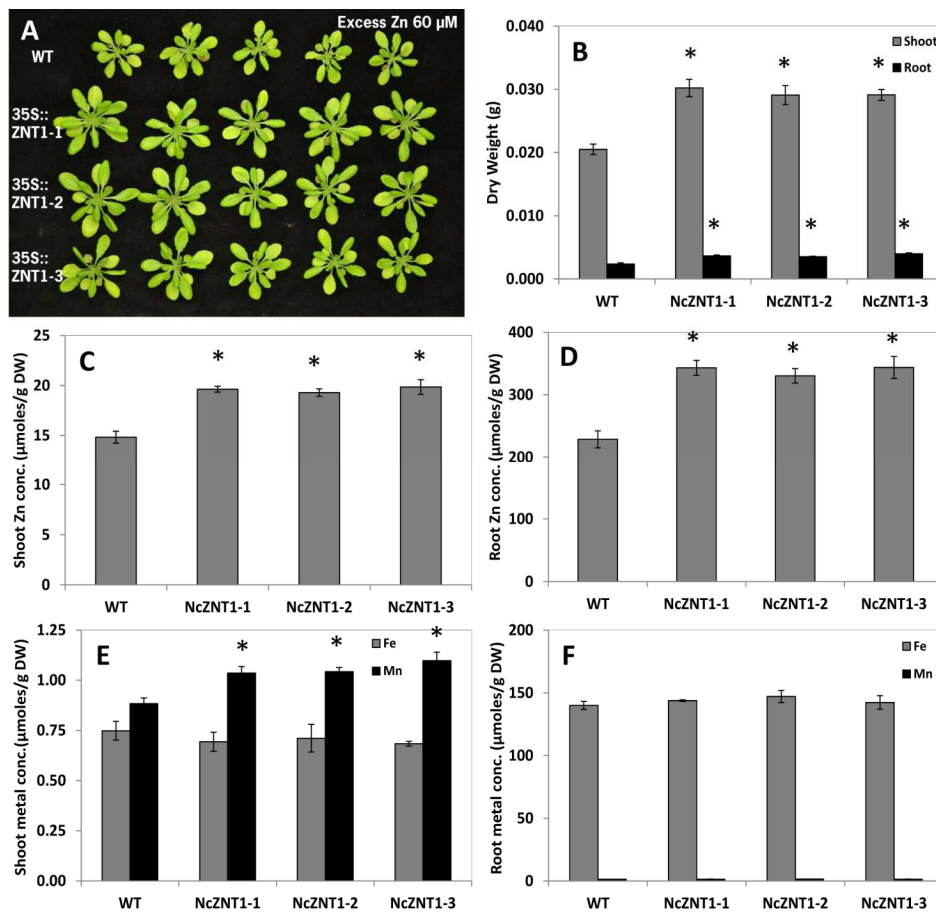 A
Excess Zn 60 µM
WT
35S::
ZNT1-1
35S::
ZNT1-2
35S::
ZNT1-3
B
Shoot
Root
* * *
* * *
Dry Weight (g)
0.040
0.030
0.020
0.010
0.000
WT NcZNT1-1 NcZNT1-2 NcZNT1-3
C
* * *
Shoot Zn conc. (µmoles/g DW)
25
20
15
10
5
0
WT NcZNT1-1 NcZNT1-2 NcZNT1-3
D
* * *
Root Zn conc. (µmoles/g DW)
400
300
200
100
0
WT NcZNT1-1 NcZNT1-2 NcZNT1-3
E
Fe
Mn
* * *
Shoot metal conc.(µmoles/g DW)
1.25
1.00
0.75
0.50
0.25
0.00
WT NcZNT1-1 NcZNT1-2 NcZNT1-3
F
Fe
Mn
Root metal conc. (µmoles/g DW)
200
150
100
50
0
WT NcZNT1-1 NcZNT1-2 NcZNT1-3